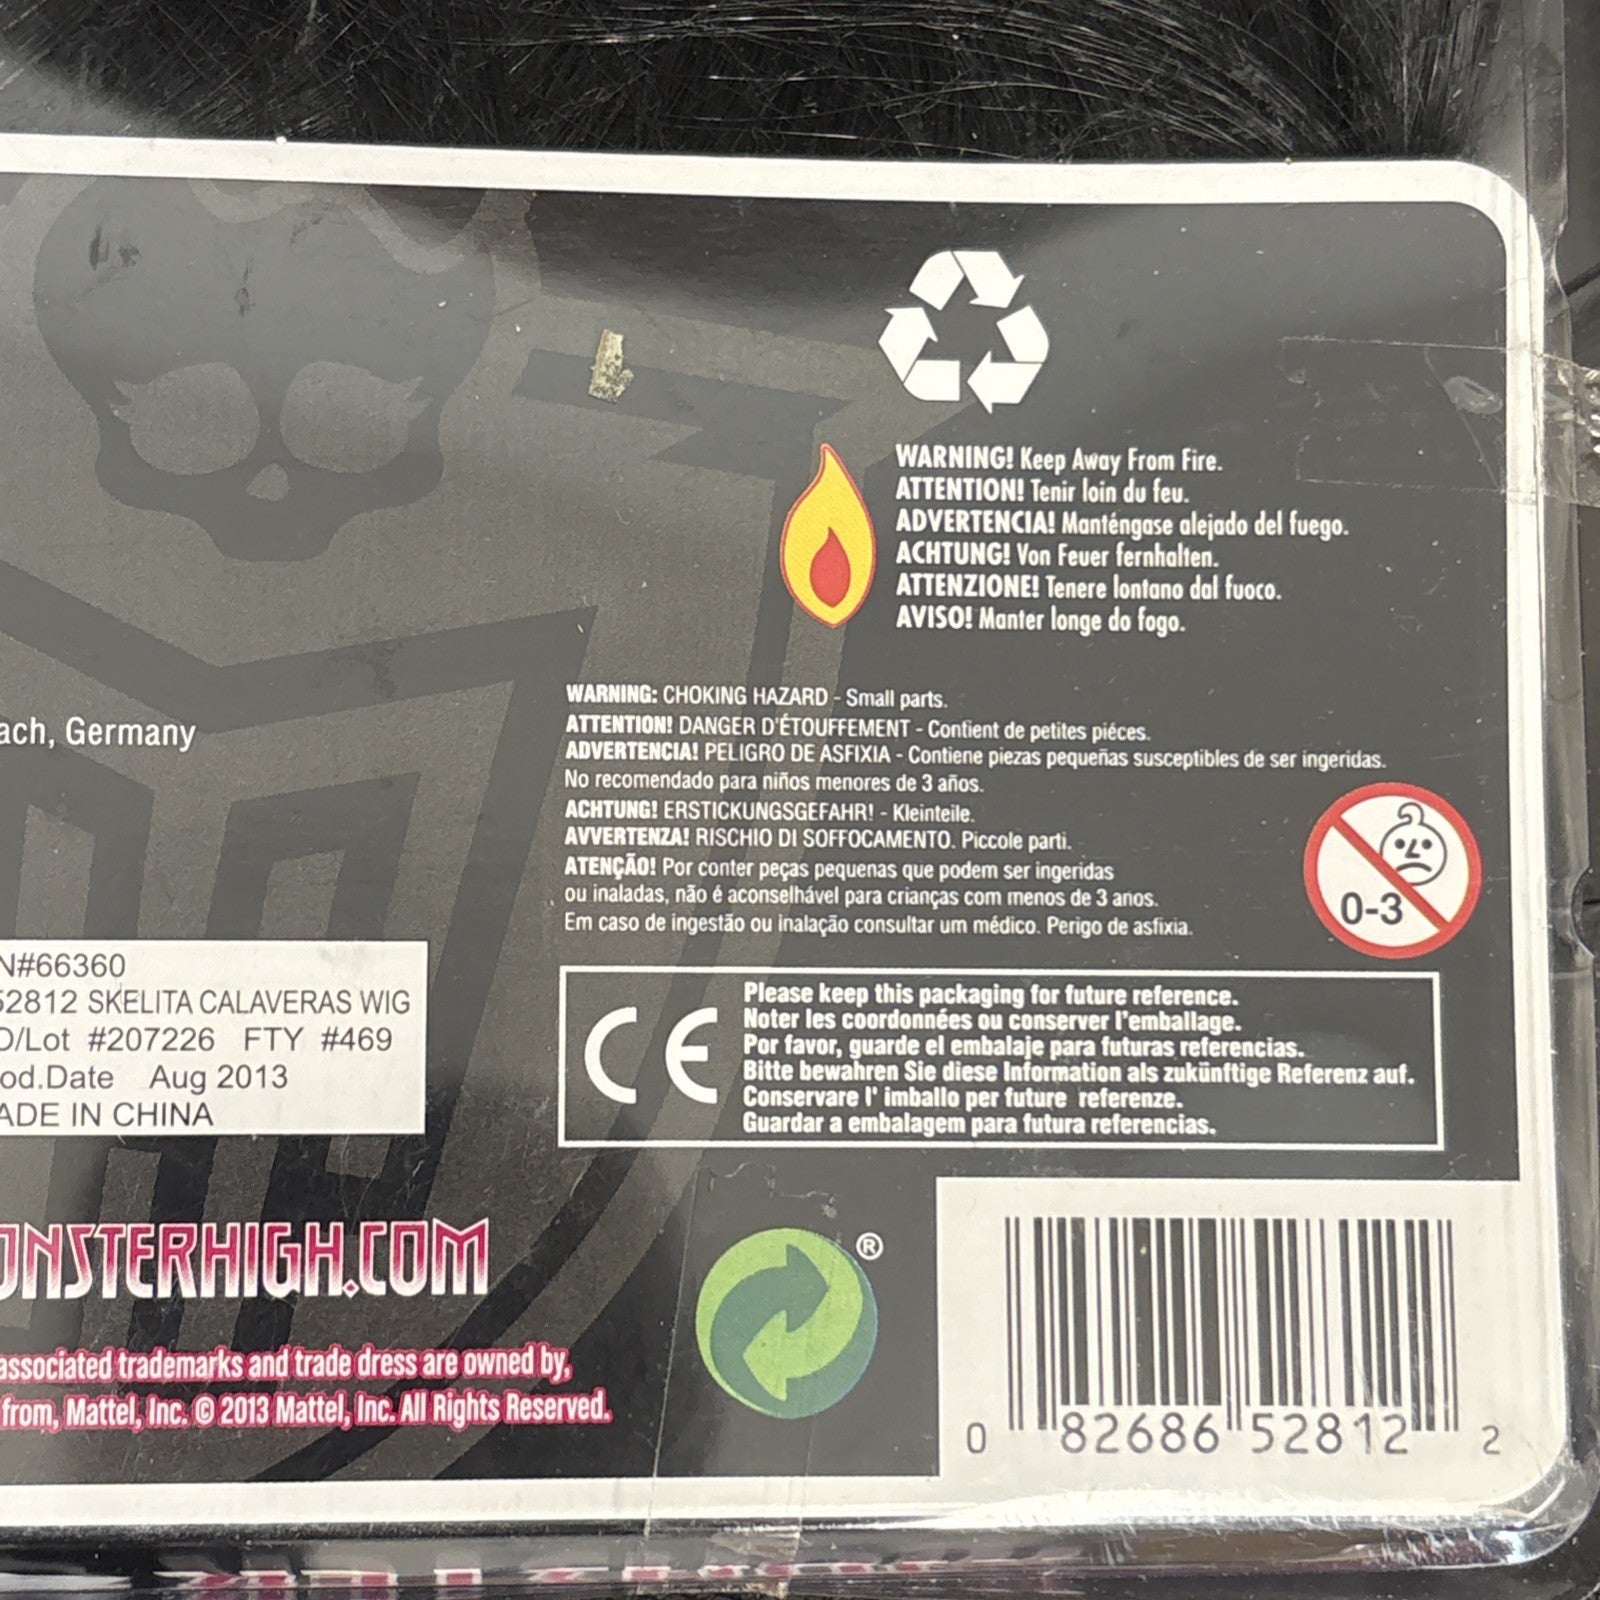 WARNING! Keep Away From Fire.
ATTENTION! Tenir loin du feu.
ADVERTENCIA! Manténgase alejado del fuego.
ACHTUNG! Von Feuer fernhalten.
ATTENZIONE! Tenere lontano dal fuoco.
AVISO! Manter longe do fogo.
ach, Germany
WARNING: CHOKING HAZARD - Small parts.
ATTENTION! DANGER D'ÉTOUFFEMENT - Contient de petites piéces.
ADVERTENCIA! PELIGRO DE ASFIXIA - Contiene piezas pequeñas susceptibles de ser ingeridas.
No recomendado para niños menores de 3 años.
ACHTUNG! ERSTICKUNGSGEFAHR! - Kleinteile.
AVVERTENZA! RISCHIO DI SOFFOCAMENTO. Piccole parti.
ATENÇÃO! Por conter peças pequenas que podem ser ingeridas
ou inaladas, não é aconselhável para crianças com menos de 3 anos.
Em caso de ingestão ou inalação consultar um médico. Perigo de asfixia.
0-3
N#66360
52812 SKELITA CALAVERAS WIG
O/Lot #207226 FTY #469
od.Date Aug 2013
ADE IN CHINA
CE
Please keep this packaging for future reference.
Noter les coordonnées ou conserver l'emballage.
Por favor, guarde el embalaje para futuras referencias.
Bitte bewahren Sie diese Information als zukünftige Referenz auf.
Conservare l' imballo per future referenze.
Guardar a embalagem para futura referencias.
ONSTERHIGH.COM
associated trademarks and trade dress are owned by,
from, Mattel, Inc. © 2013 Mattel, Inc. All Rights Reserved.
®
0 82686 52812 2